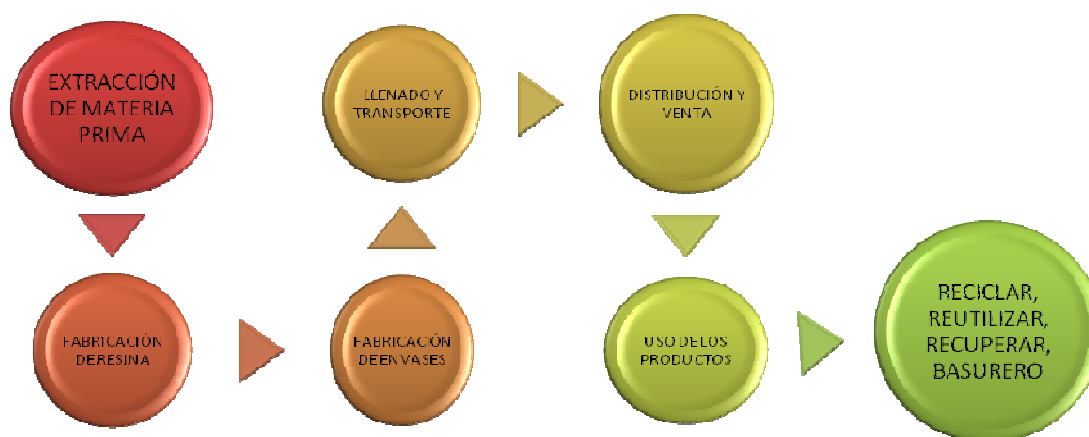 EXTRACCIÓN
DE MATERIA
PRIMA
FABRICACIÓN
DERESINA
FABRICACIÓN
DEENVASES
LLENADO Y
TRANSPORTE
DISTRIBUCIÓN Y
VENTA
USO DELOS
PRODUCTOS
RECICLAR,
REUTILIZAR,
RECUPERAR,
BASURERO